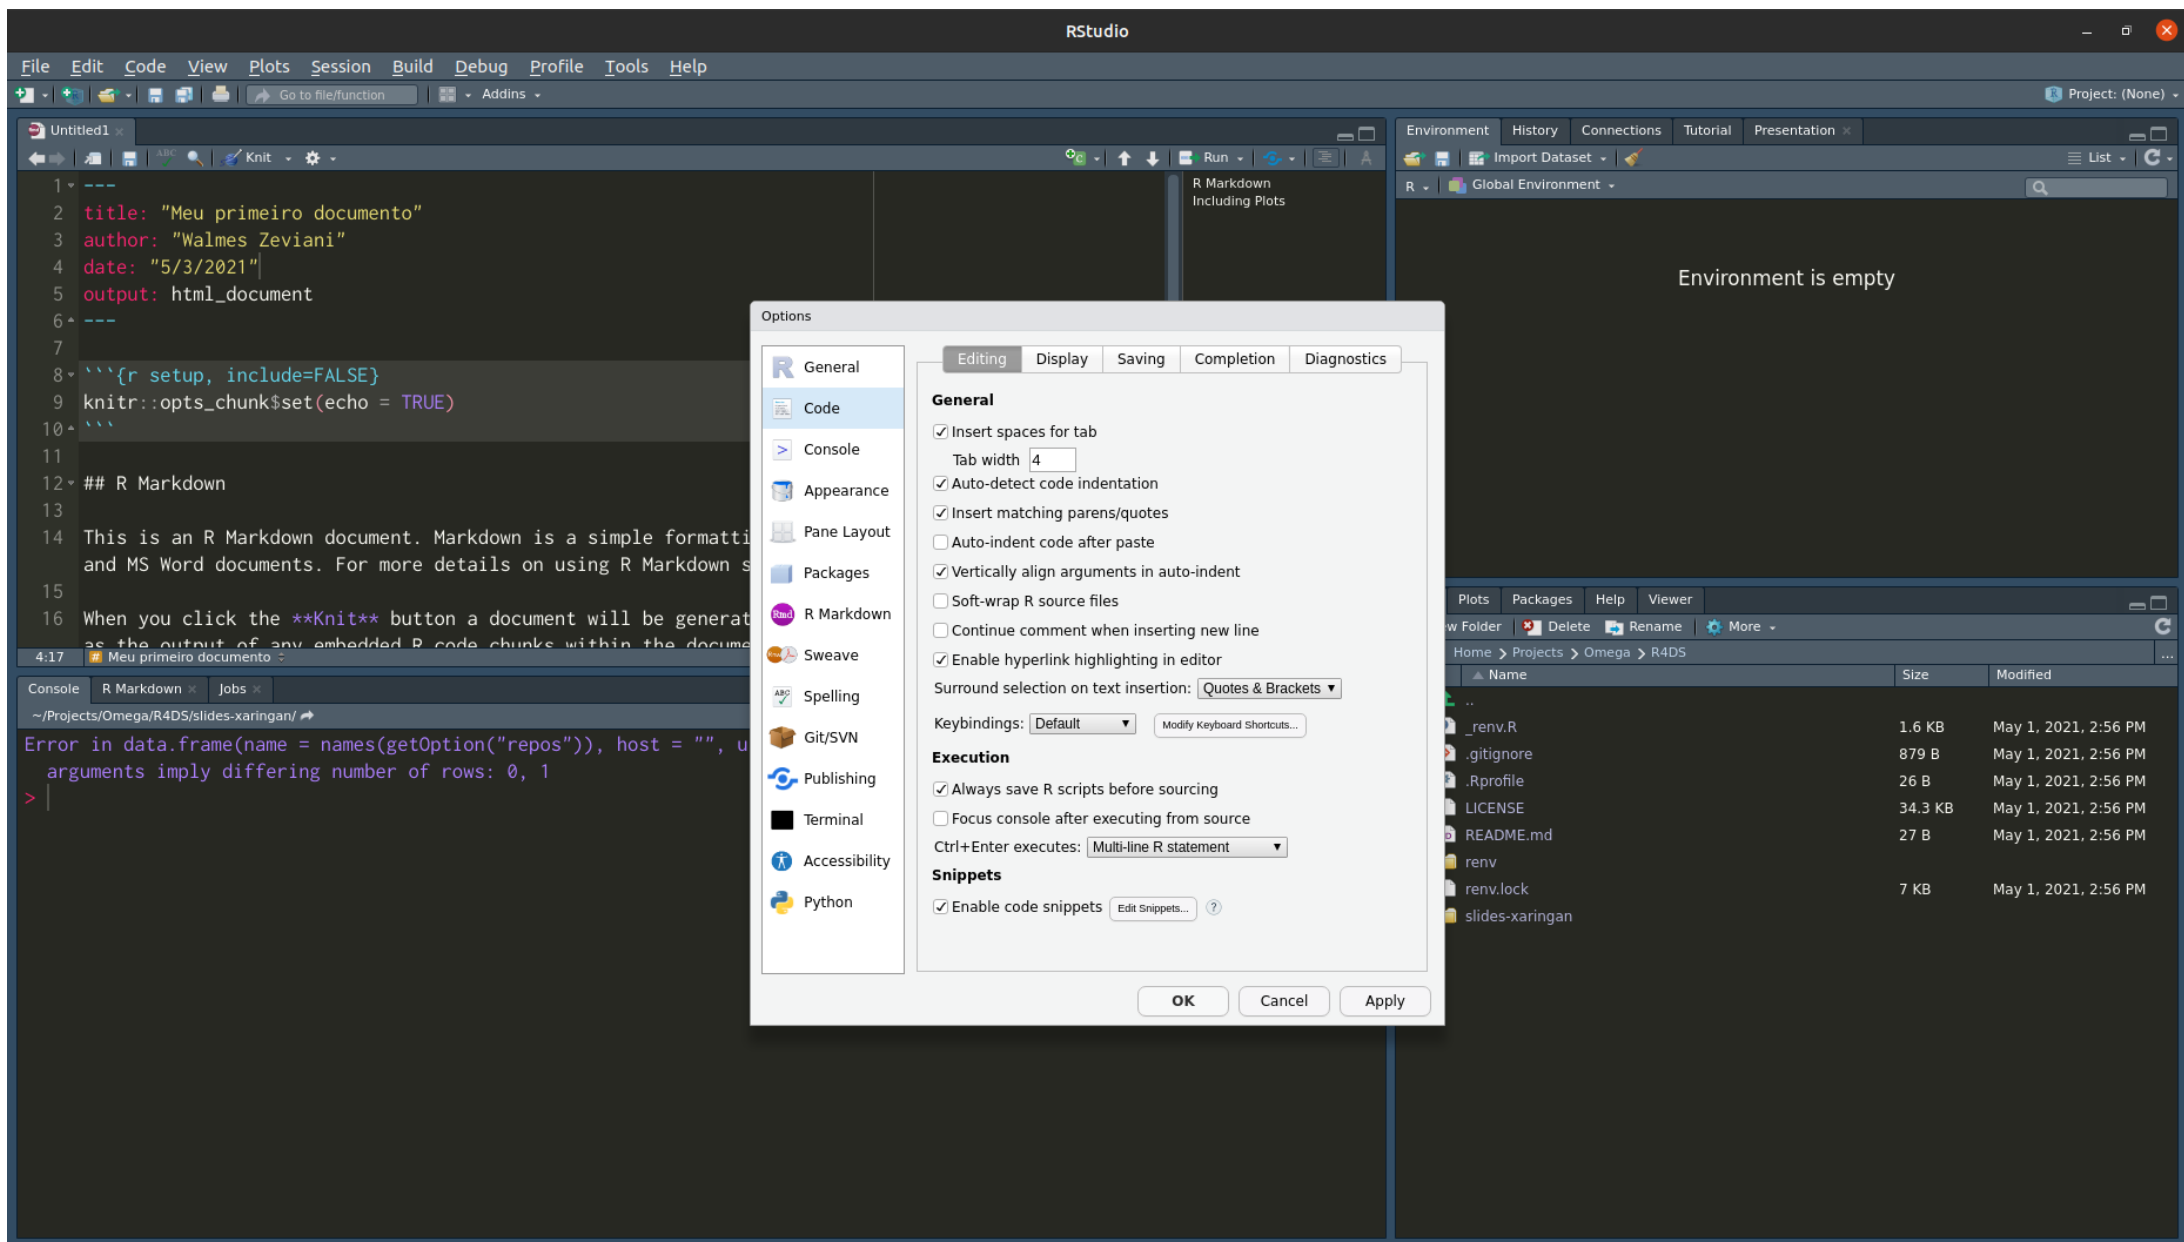 RStudio
File Edit Code View Plots Session Build Debug Profile Tools Help
Go to file/function Addins Project: (None)
Untitled1
ABC Knit Run
1 ---
2 title: "Meu primeiro documento"
3 author: "Walmes Zeviani"
4 date: "5/3/2021"
5 output: html_document
6 ---
7
8 ```{r setup, include=FALSE}
9 knitr::opts_chunk$set(echo = TRUE)
10 ```
11
12 ## R Markdown
13
14 This is an R Markdown document. Markdown is a simple formatti
and MS Word documents. For more details on using R Markdown s
15
16 When you click the **Knit** button a document will be generat
as the output of any embedded R code chunks within the docume
4:17 # Meu primeiro documento
R Markdown
Including Plots
Console R Markdown Jobs
~/Projects/Omega/R4DS/slides-xaringan/
Error in data.frame(name = names(getOption("repos")), host = "", u
arguments imply differing number of rows: 0, 1
>
Options
General
Code
Console
Appearance
Pane Layout
Packages
Rmd R Markdown
Sweave
ABC Spelling
Git/SVN
Publishing
Terminal
Accessibility
Python
Editing Display Saving Completion Diagnostics
General
Insert spaces for tab
Tab width 4
Auto-detect code indentation
Insert matching parens/quotes
Auto-indent code after paste
Vertically align arguments in auto-indent
Soft-wrap R source files
Continue comment when inserting new line
Enable hyperlink highlighting in editor
Surround selection on text insertion: Quotes & Brackets
Keybindings: Default Modify Keyboard Shortcuts...
Execution
Always save R scripts before sourcing
Focus console after executing from source
Ctrl+Enter executes: Multi-line R statement
Snippets
Enable code snippets Edit Snippets... ?
OK Cancel Apply
Environment History Connections Tutorial Presentation
Import Dataset List
R Global Environment
Environment is empty
Plots Packages Help Viewer
w Folder Delete Rename More
Home Projects Omega R4DS ...
Name Size Modified
..
_renv.R 1.6 KB May 1, 2021, 2:56 PM
.gitignore 879 B May 1, 2021, 2:56 PM
.Rprofile 26 B May 1, 2021, 2:56 PM
LICENSE 34.3 KB May 1, 2021, 2:56 PM
README.md 27 B May 1, 2021, 2:56 PM
renv
renv.lock 7 KB May 1, 2021, 2:56 PM
slides-xaringan